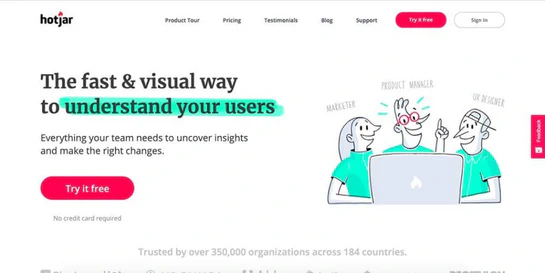 hotjar
Product Tour
Pricing
Testimonials
Blog
Support
Try it free
Sign In
The fast & visual way
to understand your users
Everything your team needs to uncover insights
and make the right changes.
Try it free
No credit card required
MARKETER
PRODUCT MANAGER
UX DESIGNER
Feedback
Trusted by over 350,000 organizations across 184 countries.